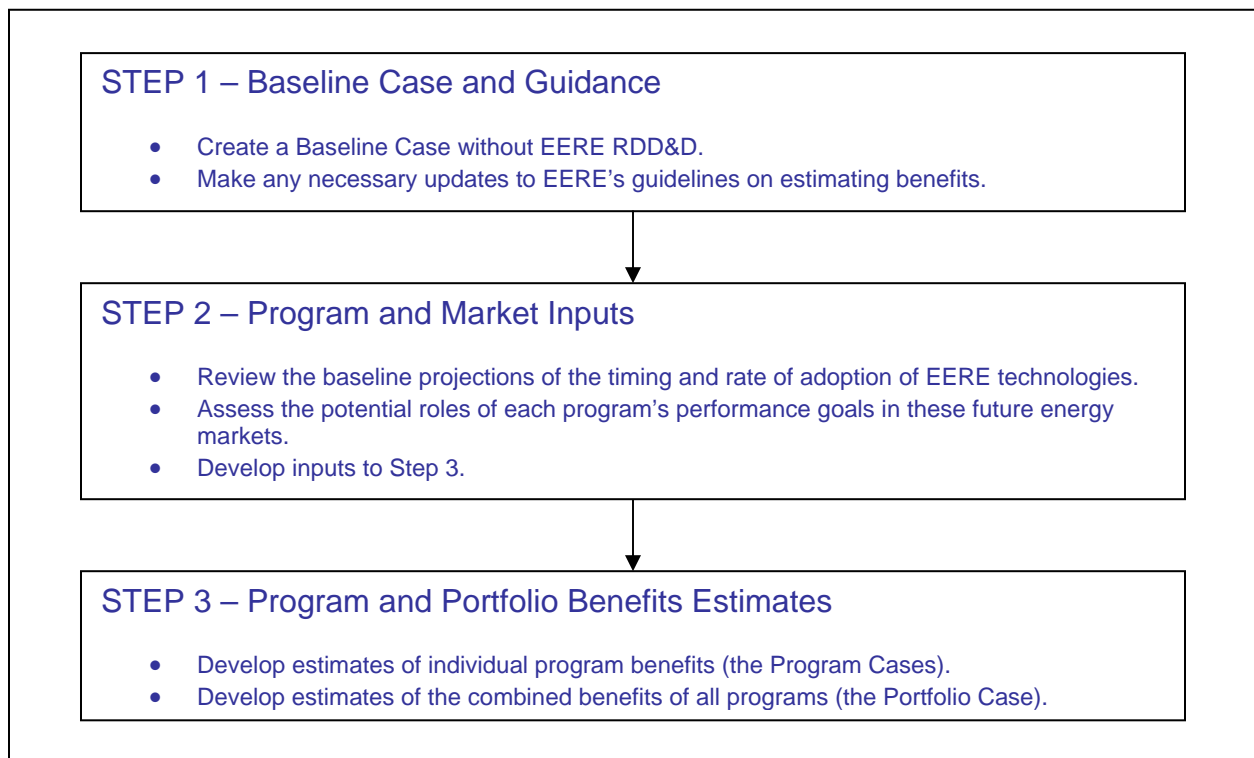 STEP 1 – Baseline Case and Guidance
• Create a Baseline Case without EERE RDD&D.
• Make any necessary updates to EERE's guidelines on estimating benefits.
STEP 2 – Program and Market Inputs
• Review the baseline projections of the timing and rate of adoption of EERE technologies.
• Assess the potential roles of each program's performance goals in these future energy
markets.
• Develop inputs to Step 3.
STEP 3 – Program and Portfolio Benefits Estimates
• Develop estimates of individual program benefits (the Program Cases).
• Develop estimates of the combined benefits of all programs (the Portfolio Case).